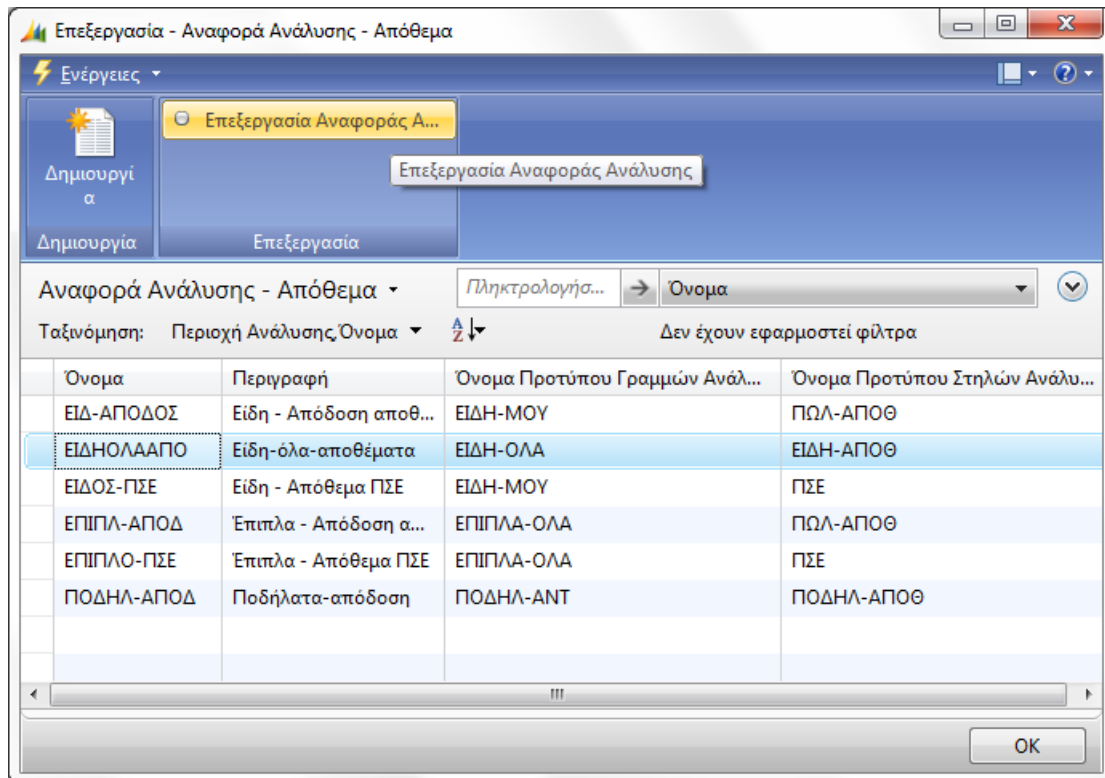 Επεξεργασία - Αναφορά Ανάλυσης - Απόθεμα
Ενέργειες
Δημιουργί
α
Επεξεργασία Αναφοράς Α...
Επεξεργασία Αναφοράς Ανάλυσης
Δημιουργία Επεξεργασία
Αναφορά Ανάλυσης - Απόθεμα Πληκτρολογήσ... Όνομα
Ταξινόμηση: Περιοχή Ανάλυσης,Όνομα Δεν έχουν εφαρμοστεί φίλτρα
Όνομα Περιγραφή Όνομα Προτύπου Γραμμών Ανάλ... Όνομα Προτύπου Στηλών Ανάλυ...
ΕΙΔ-ΑΠΟΔΟΣ Είδη - Απόδοση αποθ... ΕΙΔΗ-ΜΟΥ ΠΩΛ-ΑΠΟΘ
ΕΙΔΗΟΛΑΑΠΟ Είδη-όλα-αποθέματα ΕΙΔΗ-ΟΛΑ ΕΙΔΗ-ΑΠΟΘ
ΕΙΔΟΣ-ΠΣΕ Είδη - Απόθεμα ΠΣΕ ΕΙΔΗ-ΜΟΥ ΠΣΕ
ΕΠΙΠΛ-ΑΠΟΔ Έπιπλα - Απόδοση α... ΕΠΙΠΛΑ-ΟΛΑ ΠΩΛ-ΑΠΟΘ
ΕΠΙΠΛΟ-ΠΣΕ Έπιπλα - Απόθεμα ΠΣΕ ΕΠΙΠΛΑ-ΟΛΑ ΠΣΕ
ΠΟΔΗΛ-ΑΠΟΔ Ποδήλατα-απόδοση ΠΟΔΗΛ-ΑΝΤ ΠΟΔΗΛ-ΑΠΟΘ
OK